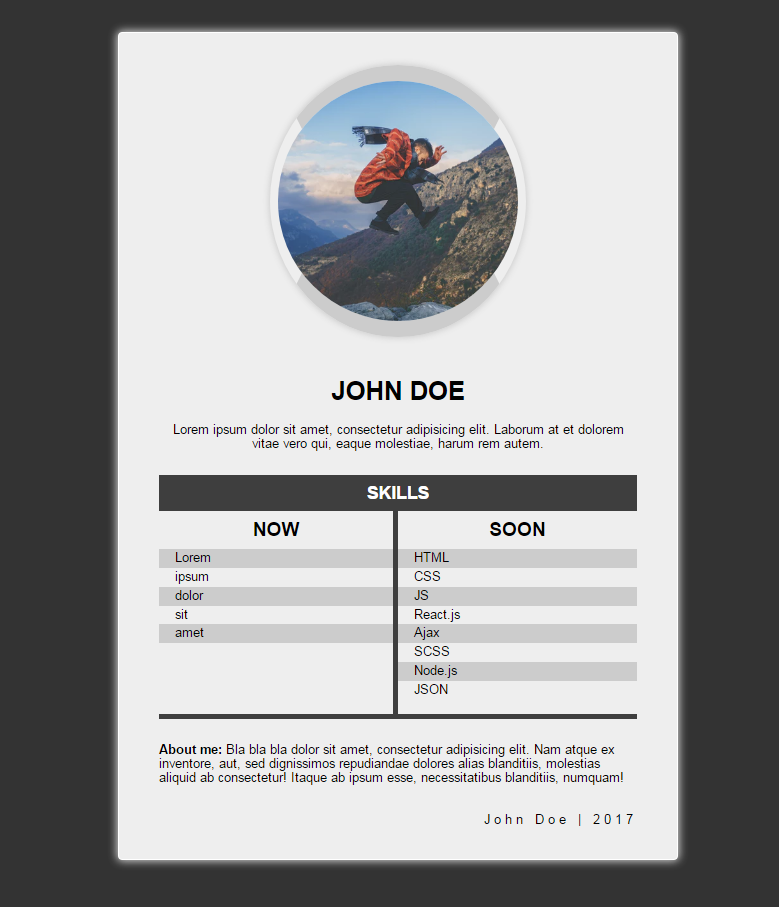 JOHN DOE
Lorem ipsum dolor sit amet, consectetur adipisicing elit. Laborum at et dolorem
vitae vero qui, eaque molestiae, harum rem autem.
SKILLS
NOW
Lorem
ipsum
dolor
sit
amet
SOON
HTML
CSS
JS
React.js
Ajax
SCSS
Node.js
JSON
About me: Bla bla bla dolor sit amet, consectetur adipisicing elit. Nam atque ex
inventore, aut, sed dignissimos repudiandae dolores alias blanditiis, molestias
aliquid ab consectetur! Itaque ab ipsum esse, necessitatibus blanditiis, numquam!
John Doe | 2017